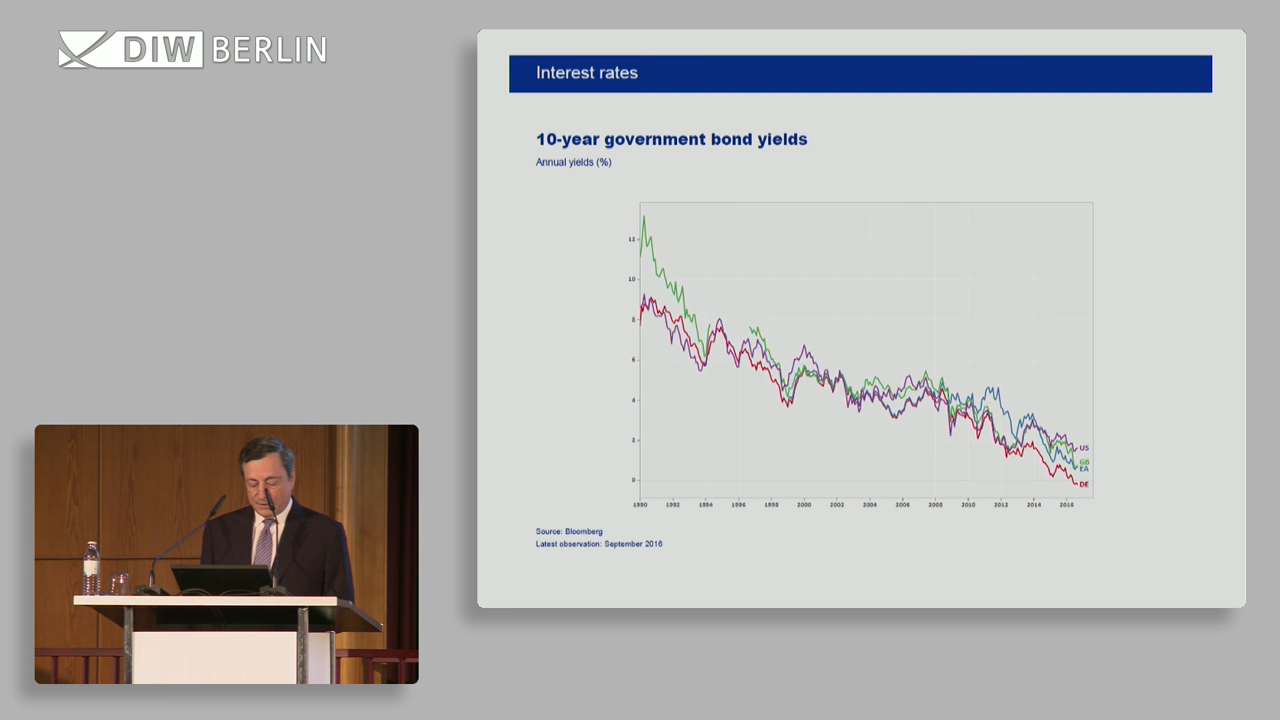 DIW BERLIN
Interest rates
10-year government bond yields
Annual yields (%)
12
10
8
6
4
2
0
US
GB
EA
DE
1990 1992 1994 1996 1998 2000 2002 2004 2006 2008 2010 2012 2014 2016
Source: Bloomberg
Latest observation: September 2016